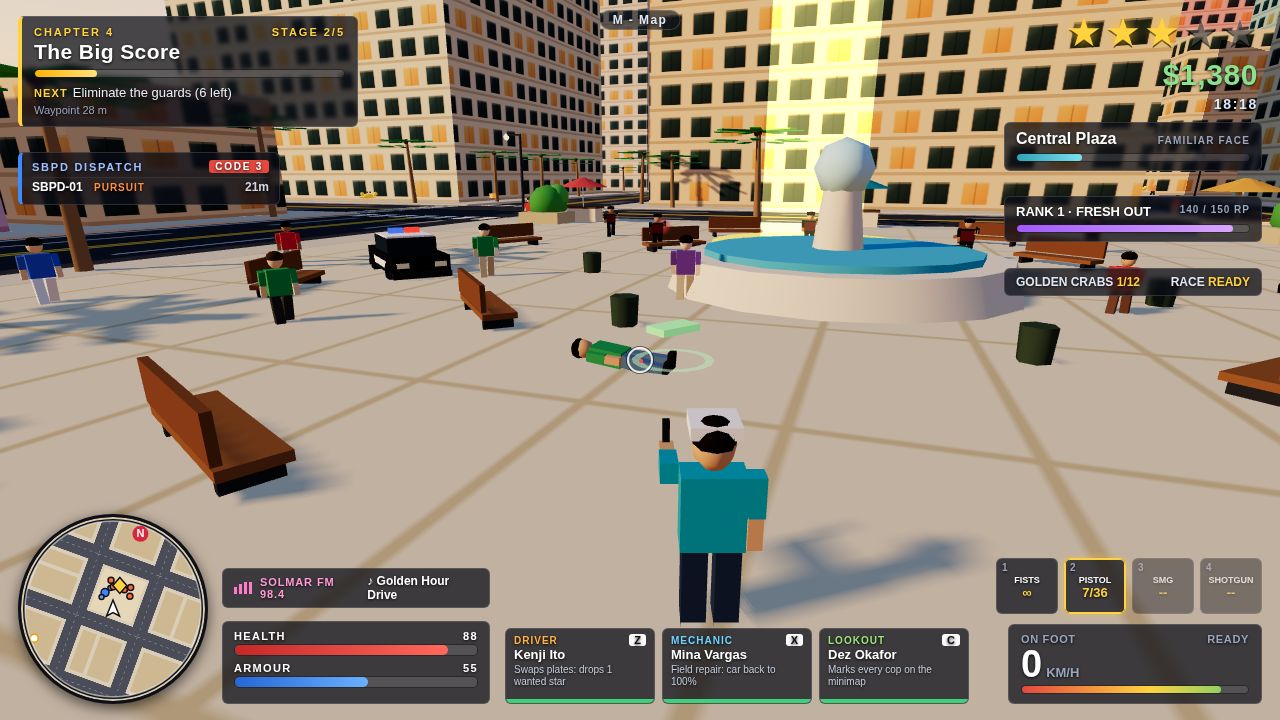 CHAPTER 4 STAGE 2/5
The Big Score
NEXT Eliminate the guards (6 left)
Waypoint 28 m
SBPD DISPATCH CODE 3
SBPD-01 PURSUIT 21m
M - Map
$1,380
18:18
Central Plaza FAMILIAR FACE
RANK 1 · FRESH OUT 140 / 150 RP
GOLDEN CRABS 1/12 RACE READY
N
SOLMAR FM 98.4 ♪ Golden Hour Drive
HEALTH 88
ARMOUR 55
DRIVER Z
Kenji Ito
Swaps plates: drops 1
wanted star
MECHANIC X
Mina Vargas
Field repair: car back to
100%
LOOKOUT C
Dez Okafor
Marks every cop on the
minimap
1 FISTS ∞
2 PISTOL 7/36
3 SMG --
4 SHOTGUN --
ON FOOT READY
0 KM/H